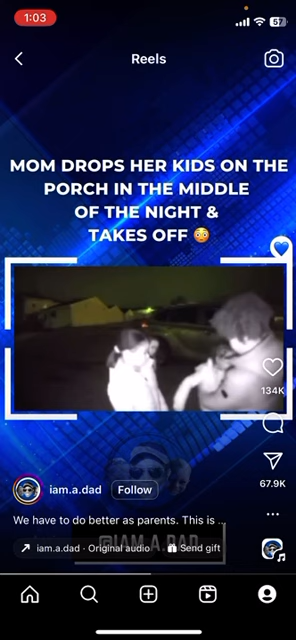 1:03
57
Reels
MOM DROPS HER KIDS ON THE
PORCH IN THE MIDDLE
OF THE NIGHT &
TAKES OFF 😳
134K
67.9K
iam.a.dad
Follow
We have to do better as parents. This is ...
iam.a.dad · Original audio
Send gift
@IAM.A.DAD